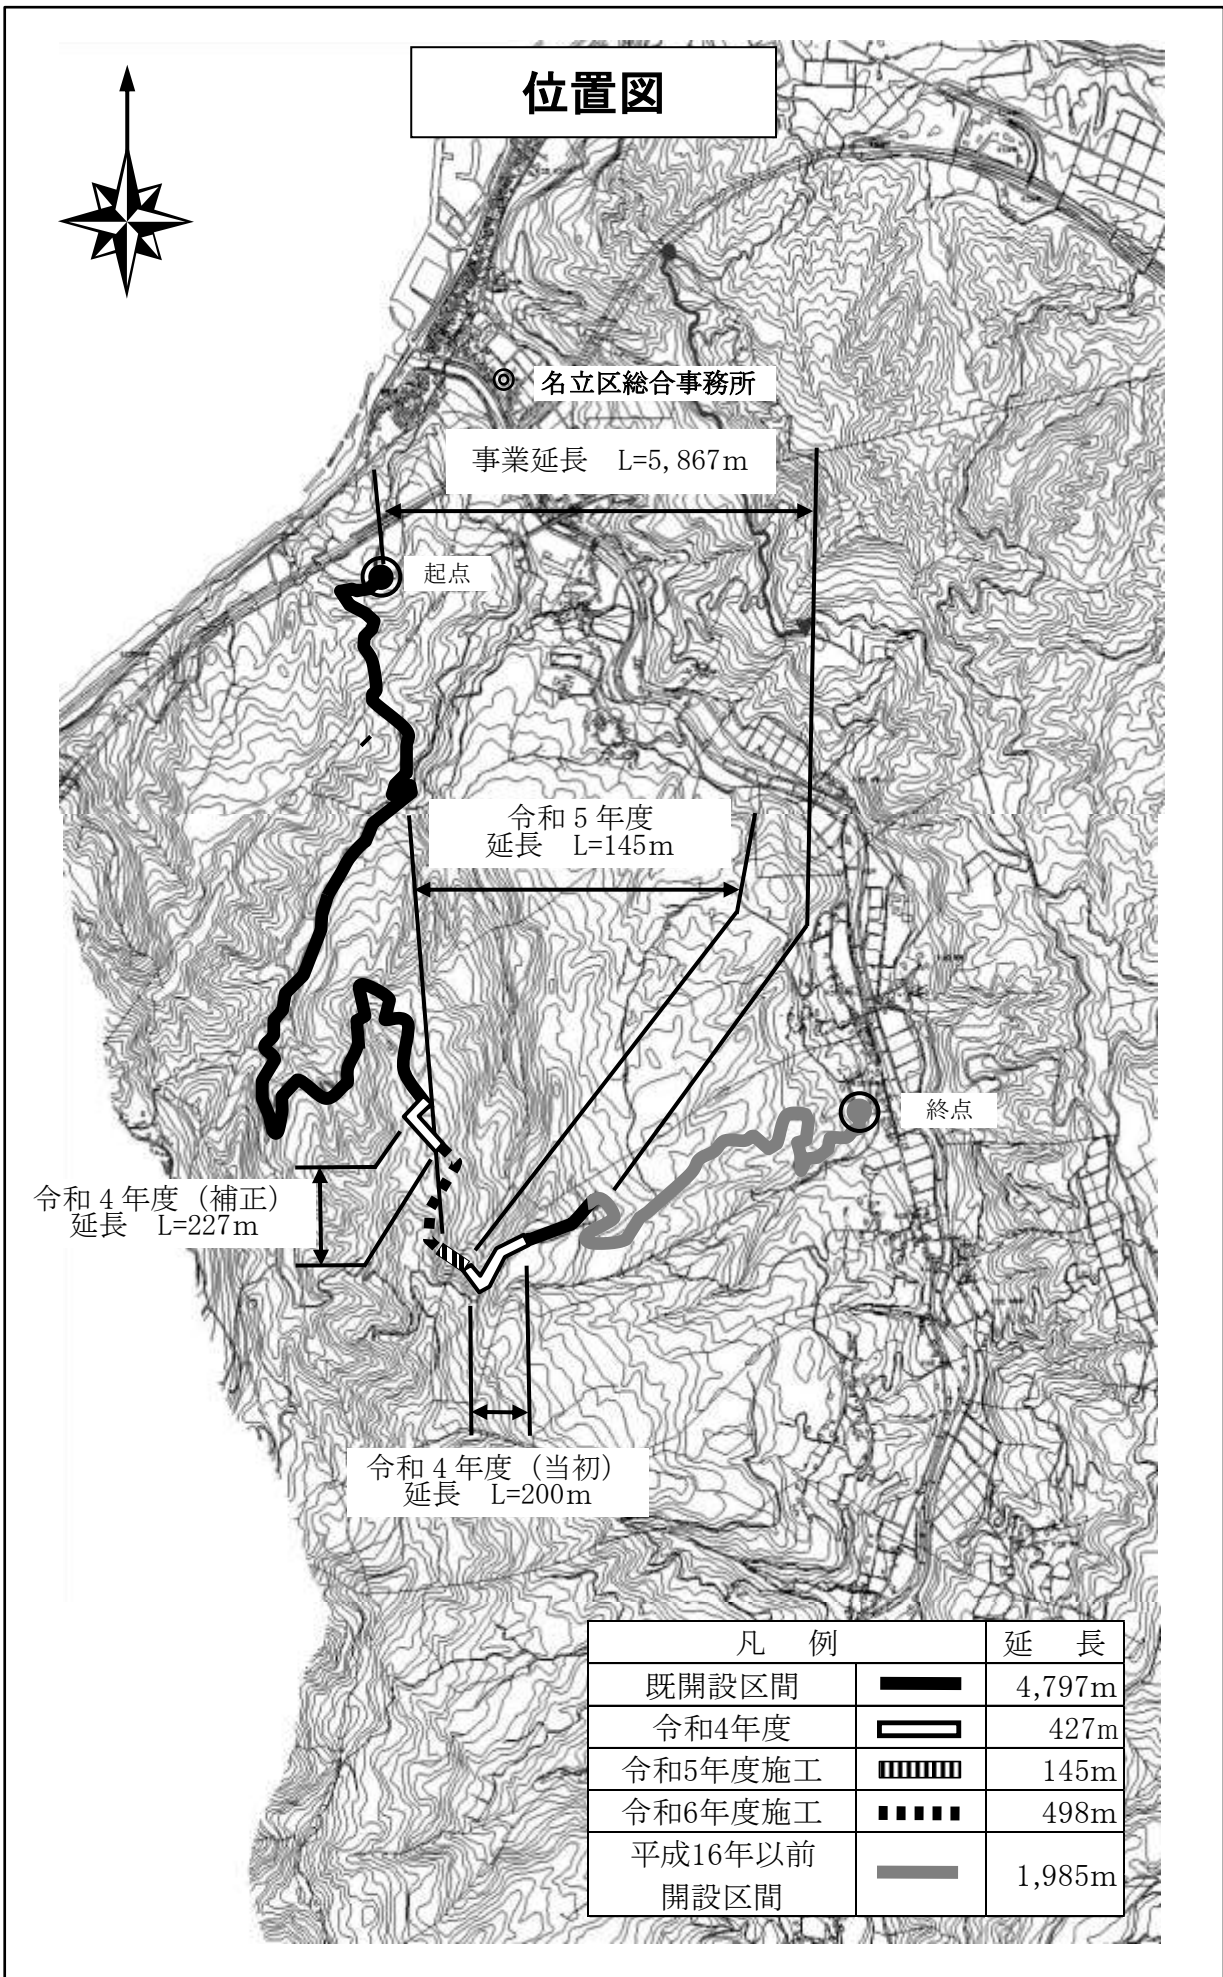 位置図
名立区総合事務所
事業延長　L=5,867m
起点
令和５年度
延長　L=145m
終点
令和４年度（補正）
延長　L=227m
令和４年度（当初）
延長　L=200m
凡　例　延　長
既開設区間　4,797m
令和4年度　427m
令和5年度施工　145m
令和6年度施工　498m
平成16年以前
開設区間　1,985m